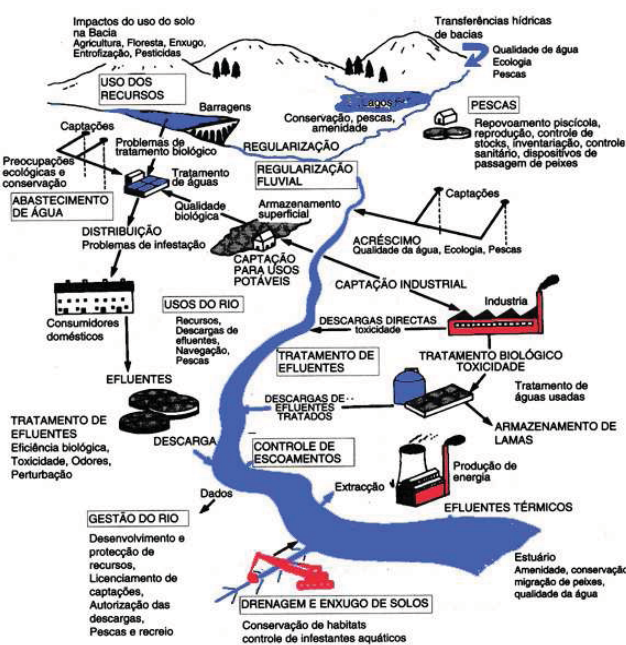 Impactos do uso do solo
na Bacia
Agricultura, Floresta, Enxugo,
Entrofização, Pesticidas
Transferências hídricas
de bacias
Qualidade de água
Ecologia
Pescas
USO DOS
RECURSOS
Barragens
Lagos
Conservação, pescas,
amenidade
PESCAS
Repovoamento piscícola,
reprodução, controle de
stocks, inventariação, controle
sanitário, dispositivos de
passagem de peixes
Captações
Problemas de
tratamento biológico
REGULARIZAÇÃO
Preocupações
ecológicas e
conservação
Tratamento
de águas
REGULARIZAÇÃO
FLUVIAL
Captações
ABASTECIMENTO
DE ÁGUA
Qualidade
biológica
Armazenamento
superficial
DISTRIBUIÇÃO
Problemas de infestação
ACRÉSCIMO
Qualidade da água, Ecologia, Pescas
CAPTAÇÃO
PARA USOS
POTÁVEIS
CAPTAÇÃO INDUSTRIAL
Consumidores
domésticos
USOS DO RIO
Recursos,
Descargas de
efluentes,
Navegação,
Pescas
Industria
DESCARGAS DIRECTAS
toxicidade
TRATAMENTO DE
EFLUENTES
TRATAMENTO BIOLÓGICO
TOXICIDADE
EFLUENTES
Tratamento de
águas usadas
DESCARGAS DE
EFLUENTES
TRATADOS
ARMAZENAMENTO DE
LAMAS
TRATAMENTO DE
EFLUENTES
Eficiência biológica,
Toxicidade, Odores,
Perturbação
DESCARGA
CONTROLE DE
ESCOAMENTOS
Produção de
energia
Extracção
Dados
EFLUENTES TÉRMICOS
GESTÃO DO RIO
Desenvolvimento e
protecção de
recursos,
Licenciamento de
captações,
Autorização das
descargas,
Pescas e recreio
Estuário
Amenidade, conservação
migração de peixes,
qualidade da água
DRENAGEM E ENXUGO DE SOLOS
Conservação de habitats
controle de infestantes aquáticos